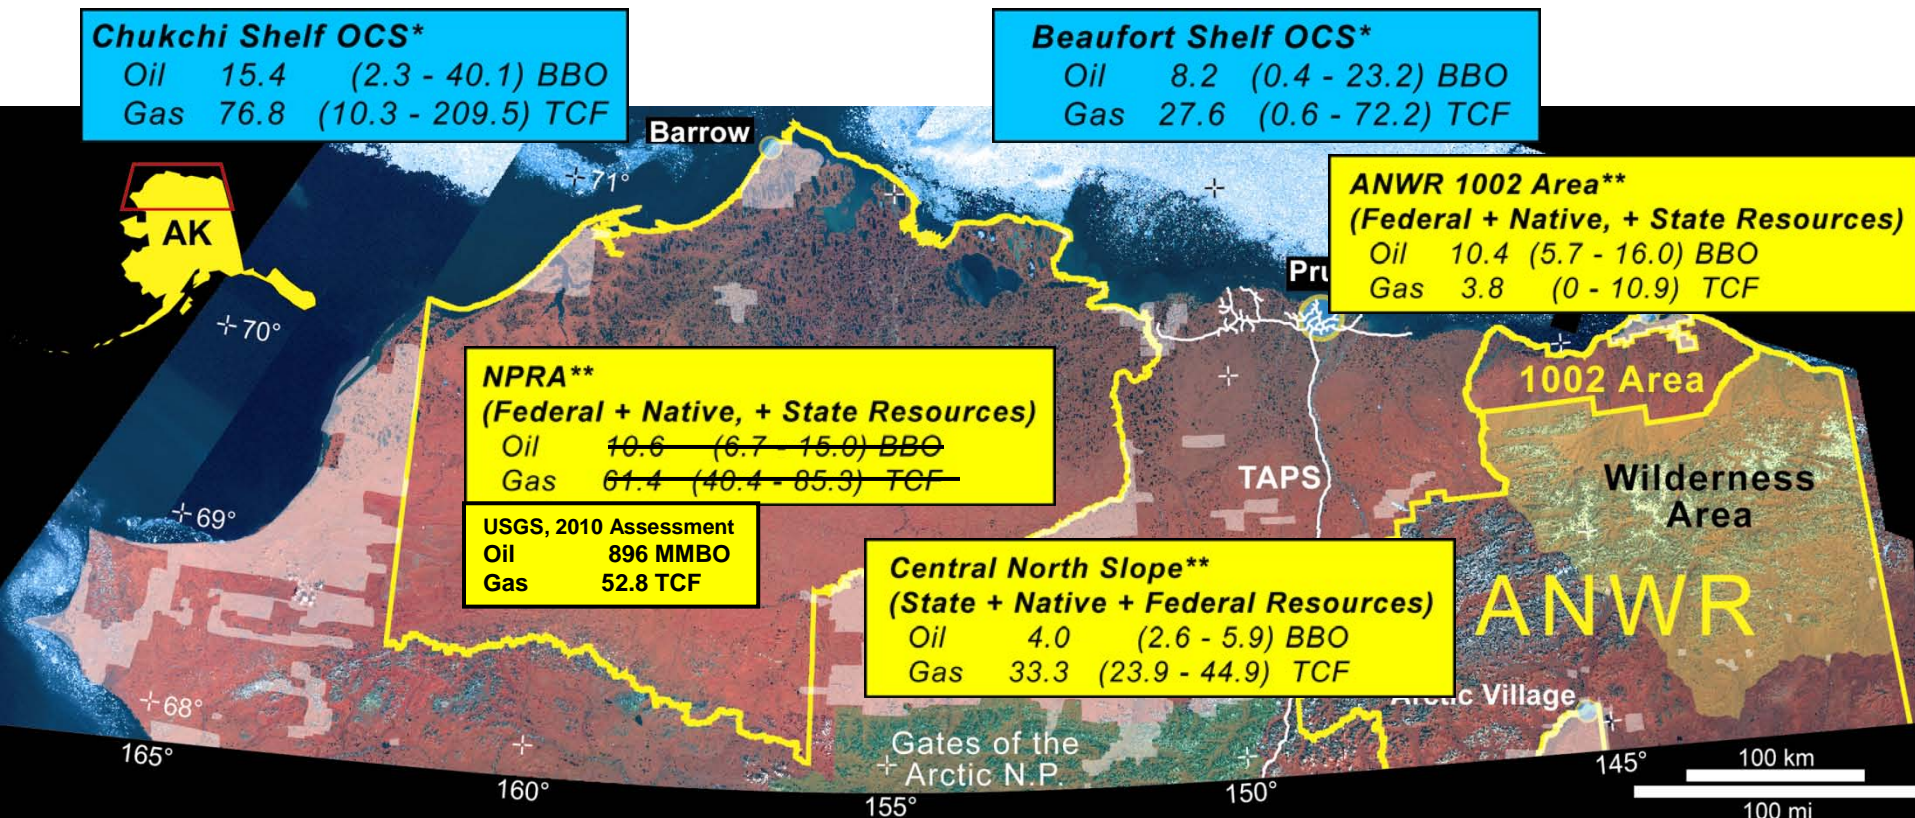 Chukchi Shelf OCS*
Oil 15.4 (2.3 - 40.1) BBO
Gas 76.8 (10.3 - 209.5) TCF
Beaufort Shelf OCS*
Oil 8.2 (0.4 - 23.2) BBO
Gas 27.6 (0.6 - 72.2) TCF
Barrow
71°
ANWR 1002 Area**
(Federal + Native, + State Resources)
Oil 10.4 (5.7 - 16.0) BBO
Gas 3.8 (0 - 10.9) TCF
AK
Pru
70°
NPRA**
(Federal + Native, + State Resources)
Oil 10.6 (6.7 - 15.0) BBO
Gas 61.4 (40.4 - 85.3) TCF
1002 Area
TAPS
Wilderness
Area
69°
USGS, 2010 Assessment
Oil 896 MMBO
Gas 52.8 TCF
Central North Slope**
(State + Native + Federal Resources)
Oil 4.0 (2.6 - 5.9) BBO
Gas 33.3 (23.9 - 44.9) TCF
ANWR
68°
Arctic Village
Gates of the
Arctic N.P.
165°
160°
155°
150°
145°
100 km
100 mi